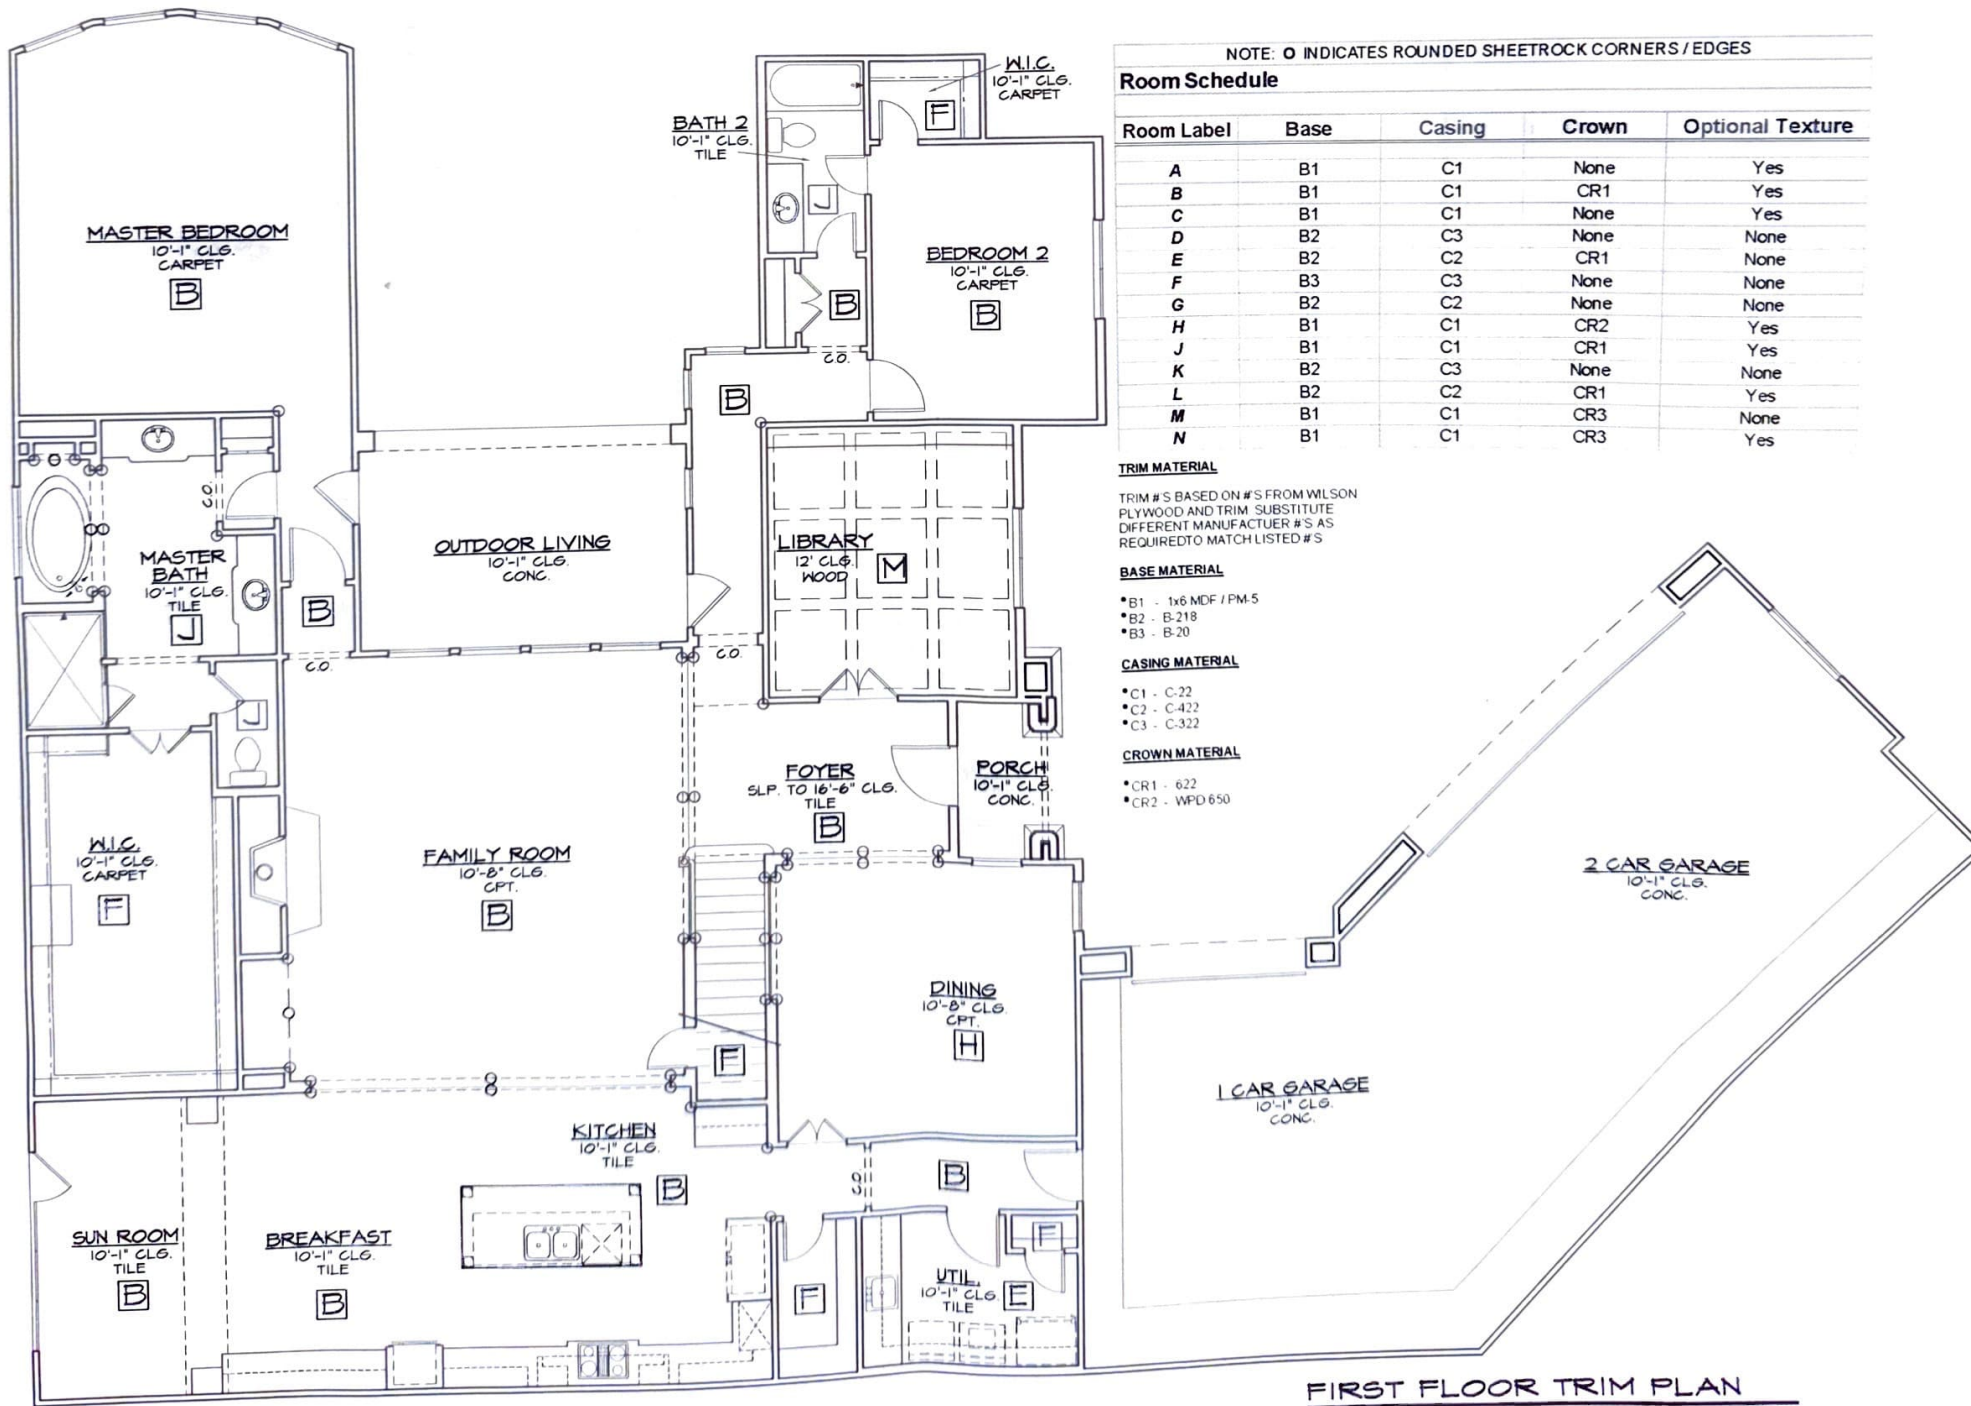 NOTE: O INDICATES ROUNDED SHEETROCK CORNERS / EDGES
Room Schedule
Room Label Base Casing Crown Optional Texture
A B1 C1 None Yes
B B1 C1 CR1 Yes
C B1 C1 None Yes
D B2 C3 None None
E B2 C2 CR1 None
F B3 C3 None None
G B2 C2 None None
H B1 C1 CR2 Yes
J B1 C1 CR1 Yes
K B2 C3 None None
L B2 C2 CR1 Yes
M B1 C1 CR3 None
N B1 C1 CR3 Yes
TRIM MATERIAL
TRIM #'S BASED ON #'S FROM WILSON
PLYWOOD AND TRIM SUBSTITUTE
DIFFERENT MANUFACTUER #'S AS
REQUIREDTO MATCH LISTED #'S
BASE MATERIAL
*B1 - 1x6 MDF / PM-5
*B2 - B-218
*B3 - B-20
CASING MATERIAL
*C1 - C-22
*C2 - C-422
*C3 - C-322
CROWN MATERIAL
*CR1 - 622
*CR2 - WPD 650
W.I.C.
10'-1" CLG.
CARPET
F
BATH 2
10'-1" CLG.
TILE
J
MASTER BEDROOM
10'-1" CLG.
CARPET
B
BEDROOM 2
10'-1" CLG.
CARPET
B
B
C.O.
B
C.O.
OUTDOOR LIVING
10'-1" CLG.
CONC.
LIBRARY
12' CLG.
WOOD
M
MASTER
BATH
10'-1" CLG.
TILE
J
B
C.O.
C.O.
J
FOYER
SLP. TO 16'-6" CLG.
TILE
B
PORCH
10'-1" CLG.
CONC.
W.I.C.
10'-1" CLG.
CARPET
F
FAMILY ROOM
10'-8" CLG.
CPT.
B
2 CAR GARAGE
10'-1" CLG.
CONC.
DINING
10'-8" CLG.
CPT.
H
F
1 CAR GARAGE
10'-1" CLG.
CONC.
KITCHEN
10'-1" CLG.
TILE
B
C.O.
B
SUN ROOM
10'-1" CLG.
TILE
B
BREAKFAST
10'-1" CLG.
TILE
B
F
F
UTIL.
10'-1" CLG.
TILE
E
FIRST FLOOR TRIM PLAN